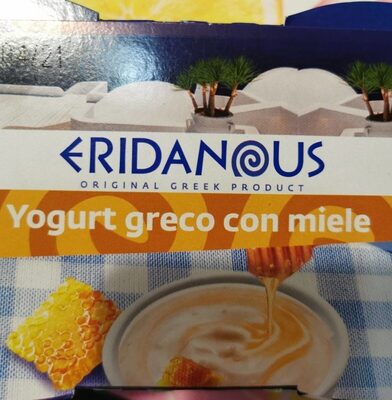 ERIDANOUS
ORIGINAL GREEK PRODUCT
Yogurt greco con miele